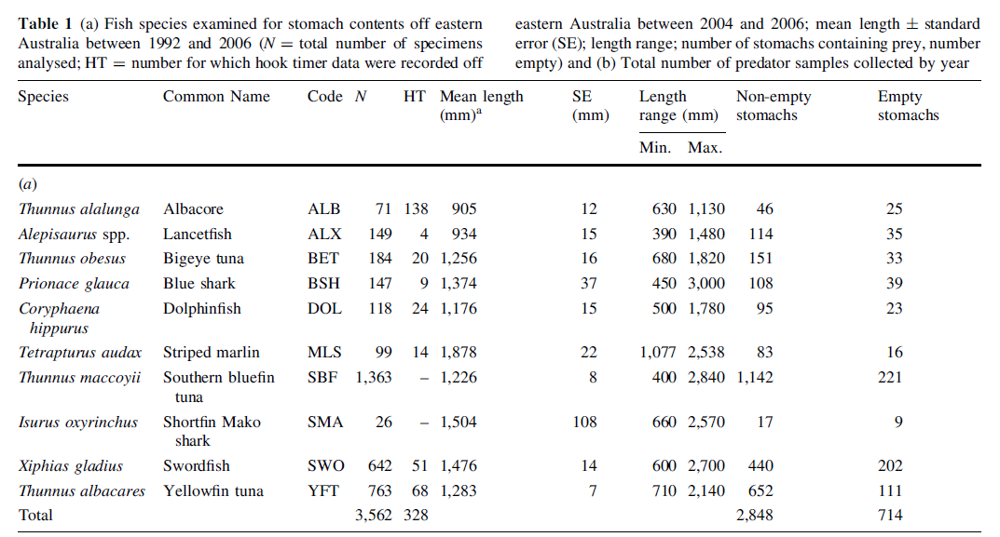 Table 1 (a) Fish species examined for stomach contents off eastern
Australia between 1992 and 2006 (N = total number of specimens
analysed; HT = number for which hook timer data were recorded off
eastern Australia between 2004 and 2006; mean length ± standard
error (SE); length range; number of stomachs containing prey, number
empty) and (b) Total number of predator samples collected by year
Species Common Name Code N HT Mean length (mm)a SE (mm) Length range (mm) Non-empty stomachs Empty stomachs
Min. Max.
(a)
Thunnus alalunga Albacore ALB 71 138 905 12 630 1,130 46 25
Alepisaurus spp. Lancetfish ALX 149 4 934 15 390 1,480 114 35
Thunnus obesus Bigeye tuna BET 184 20 1,256 16 680 1,820 151 33
Prionace glauca Blue shark BSH 147 9 1,374 37 450 3,000 108 39
Coryphaena hippurus Dolphinfish DOL 118 24 1,176 15 500 1,780 95 23
Tetrapturus audax Striped marlin MLS 99 14 1,878 22 1,077 2,538 83 16
Thunnus maccoyii Southern bluefin tuna SBF 1,363 – 1,226 8 400 2,840 1,142 221
Isurus oxyrinchus Shortfin Mako shark SMA 26 – 1,504 108 660 2,570 17 9
Xiphias gladius Swordfish SWO 642 51 1,476 14 600 2,700 440 202
Thunnus albacares Yellowfin tuna YFT 763 68 1,283 7 710 2,140 652 111
Total 3,562 328 2,848 714